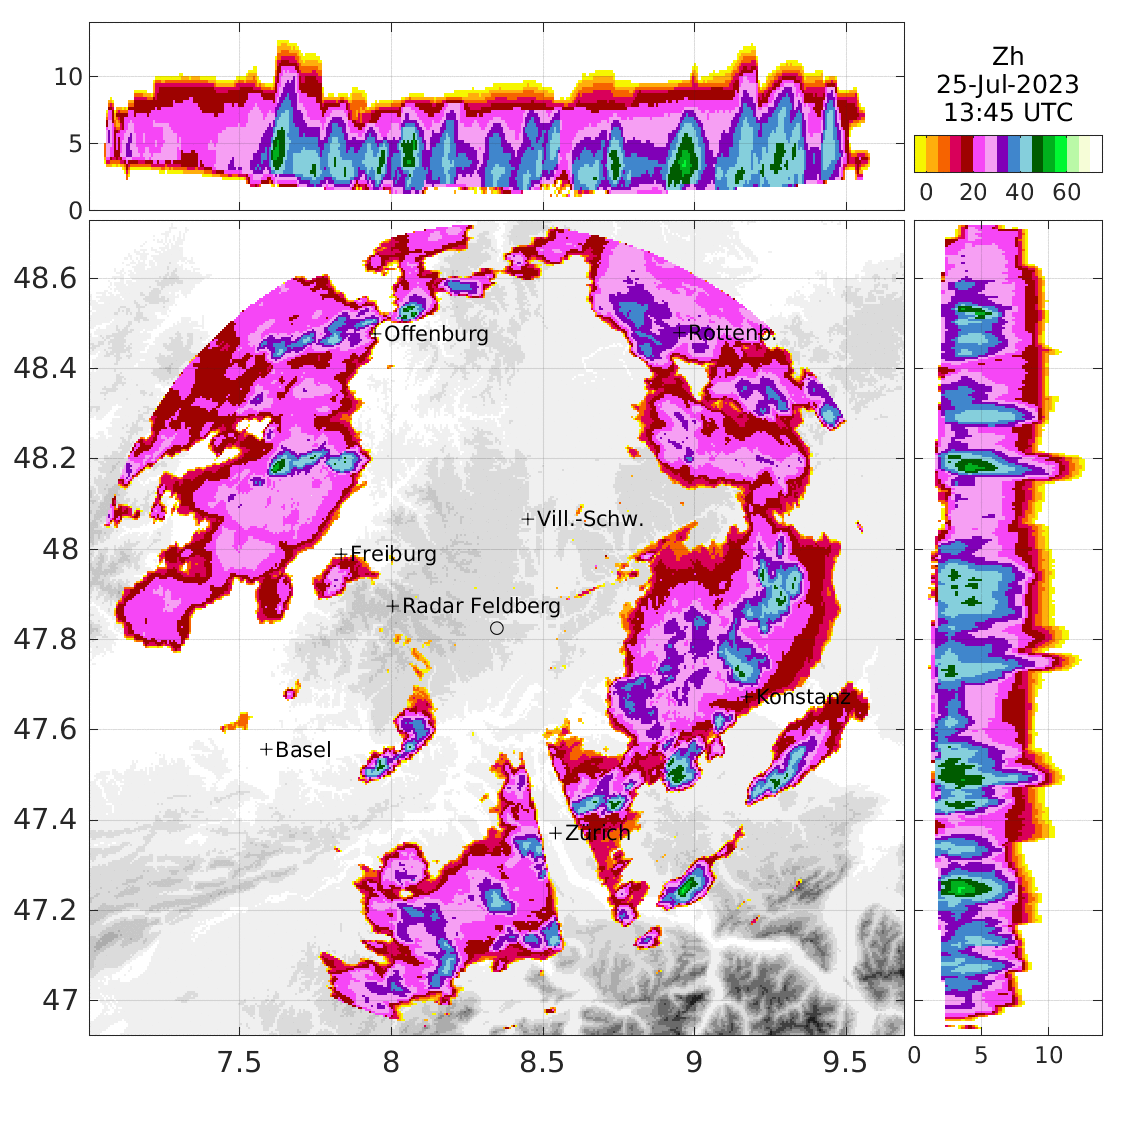 10
5
0
Zh
25-Jul-2023
13:45 UTC
0 20 40 60
48.6
48.4
48.2
48
47.8
47.6
47.4
47.2
47
+Offenburg
+Rottenb.
+Vill.-Schw.
+Freiburg
+Radar Feldberg
+Konstanz
+Basel
+Zürich
7.5 8 8.5 9 9.5
0 5 10